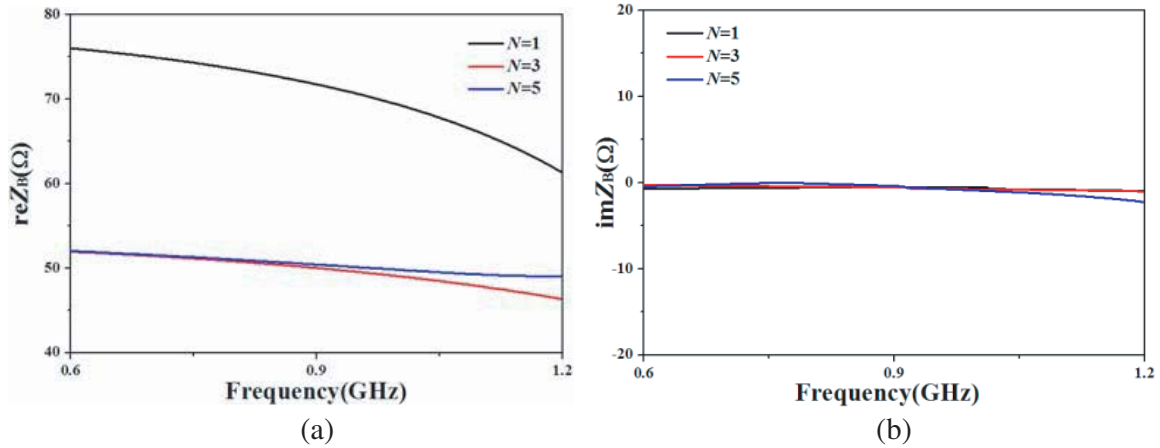 80
70
60
50
40
reZB(Ω)
N=1
N=3
N=5
0.6
0.9
1.2
Frequency(GHz)
(a)
20
10
0
-10
-20
imZB(Ω)
N=1
N=3
N=5
0.6
0.9
1.2
Frequency(GHz)
(b)